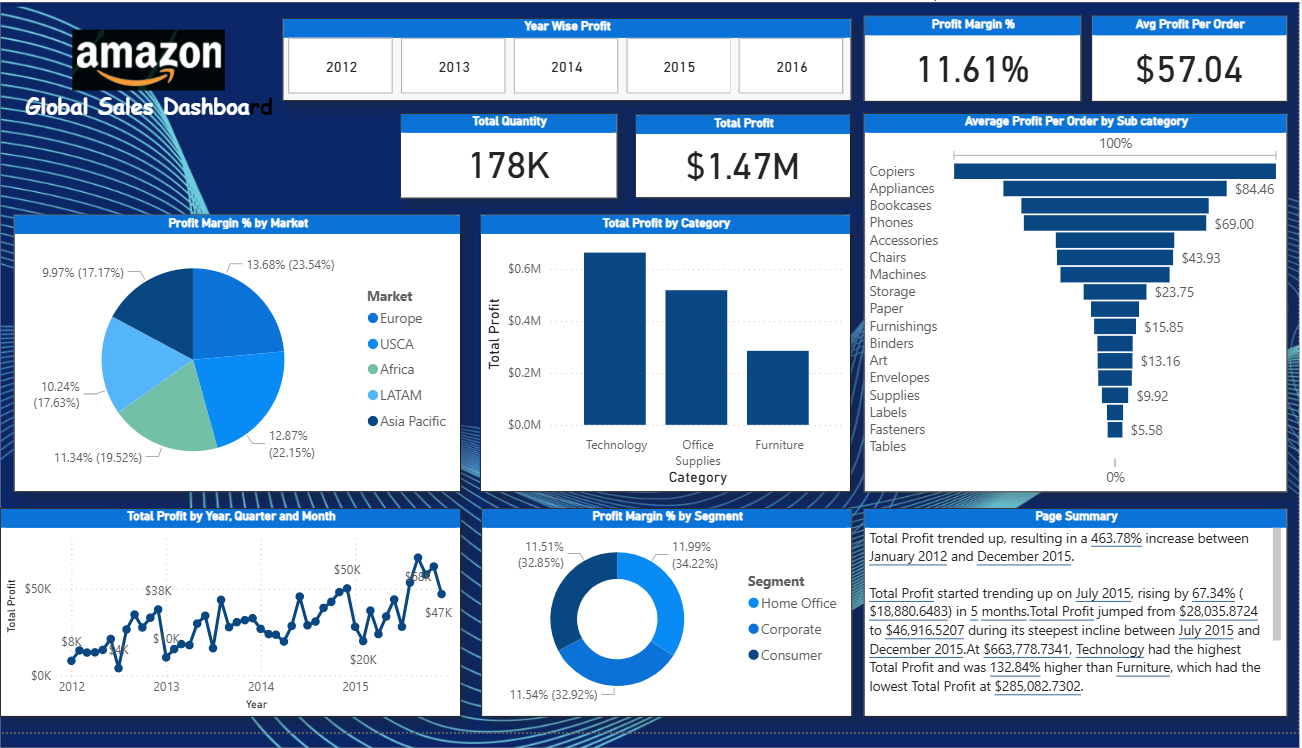 amazon
Global Sales Dashboard
Year Wise Profit
2012
2013
2014
2015
2016
Profit Margin %
11.61%
Avg Profit Per Order
$57.04
Total Quantity
178K
Total Profit
$1.47M
Average Profit Per Order by Sub category
100%
Copiers
Appliances
$84.46
Bookcases
Phones
$69.00
Accessories
Chairs
$43.93
Machines
Storage
$23.75
Paper
Furnishings
$15.85
Binders
Art
$13.16
Envelopes
Supplies
$9.92
Labels
Fasteners
$5.58
Tables
0%
Profit Margin % by Market
9.97% (17.17%)
13.68% (23.54%)
10.24%
(17.63%)
11.34% (19.52%)
12.87%
(22.15%)
Market
Europe
USCA
Africa
LATAM
Asia Pacific
Total Profit by Category
Total Profit
$0.6M
$0.4M
$0.2M
$0.0M
Technology
Office
Supplies
Furniture
Category
Total Profit by Year, Quarter and Month
Total Profit
$50K
$0K
$8K
$4K
$38K
$10K
$50K
$20K
$68K
$47K
2012
2013
2014
2015
Year
Profit Margin % by Segment
11.51%
(32.85%)
11.99%
(34.22%)
11.54% (32.92%)
Segment
Home Office
Corporate
Consumer
Page Summary
Total Profit trended up, resulting in a 463.78% increase between
January 2012 and December 2015.
Total Profit started trending up on July 2015, rising by 67.34% (
$18,880.6483) in 5 months.Total Profit jumped from $28,035.8724
to $46,916.5207 during its steepest incline between July 2015 and
December 2015.At $663,778.7341, Technology had the highest
Total Profit and was 132.84% higher than Furniture, which had the
lowest Total Profit at $285,082.7302.